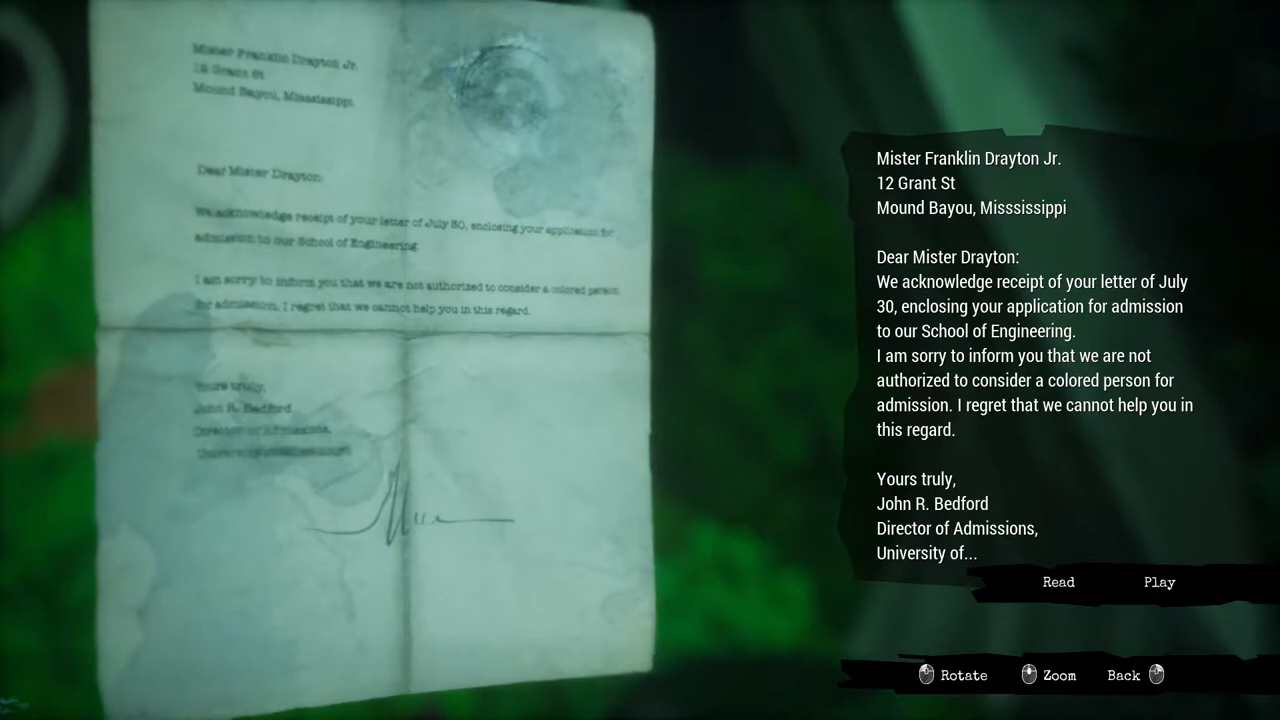 Mister Franklin Drayton Jr.
12 Grant St
Mound Bayou, Mississippi
Dear Mister Drayton:
We acknowledge receipt of your letter of July 30, enclosing your application for
admission to our School of Engineering.
I am sorry to inform you that we are not authorized to consider a colored person
for admission. I regret that we cannot help you in this regard.
Yours truly,
John R. Bedford
Director of Admissions,
Mister Franklin Drayton Jr.
12 Grant St
Mound Bayou, Misssissippi
Dear Mister Drayton:
We acknowledge receipt of your letter of July
30, enclosing your application for admission
to our School of Engineering.
I am sorry to inform you that we are not
authorized to consider a colored person for
admission. I regret that we cannot help you in
this regard.
Yours truly,
John R. Bedford
Director of Admissions,
University of...
Read Play
Rotate Zoom Back